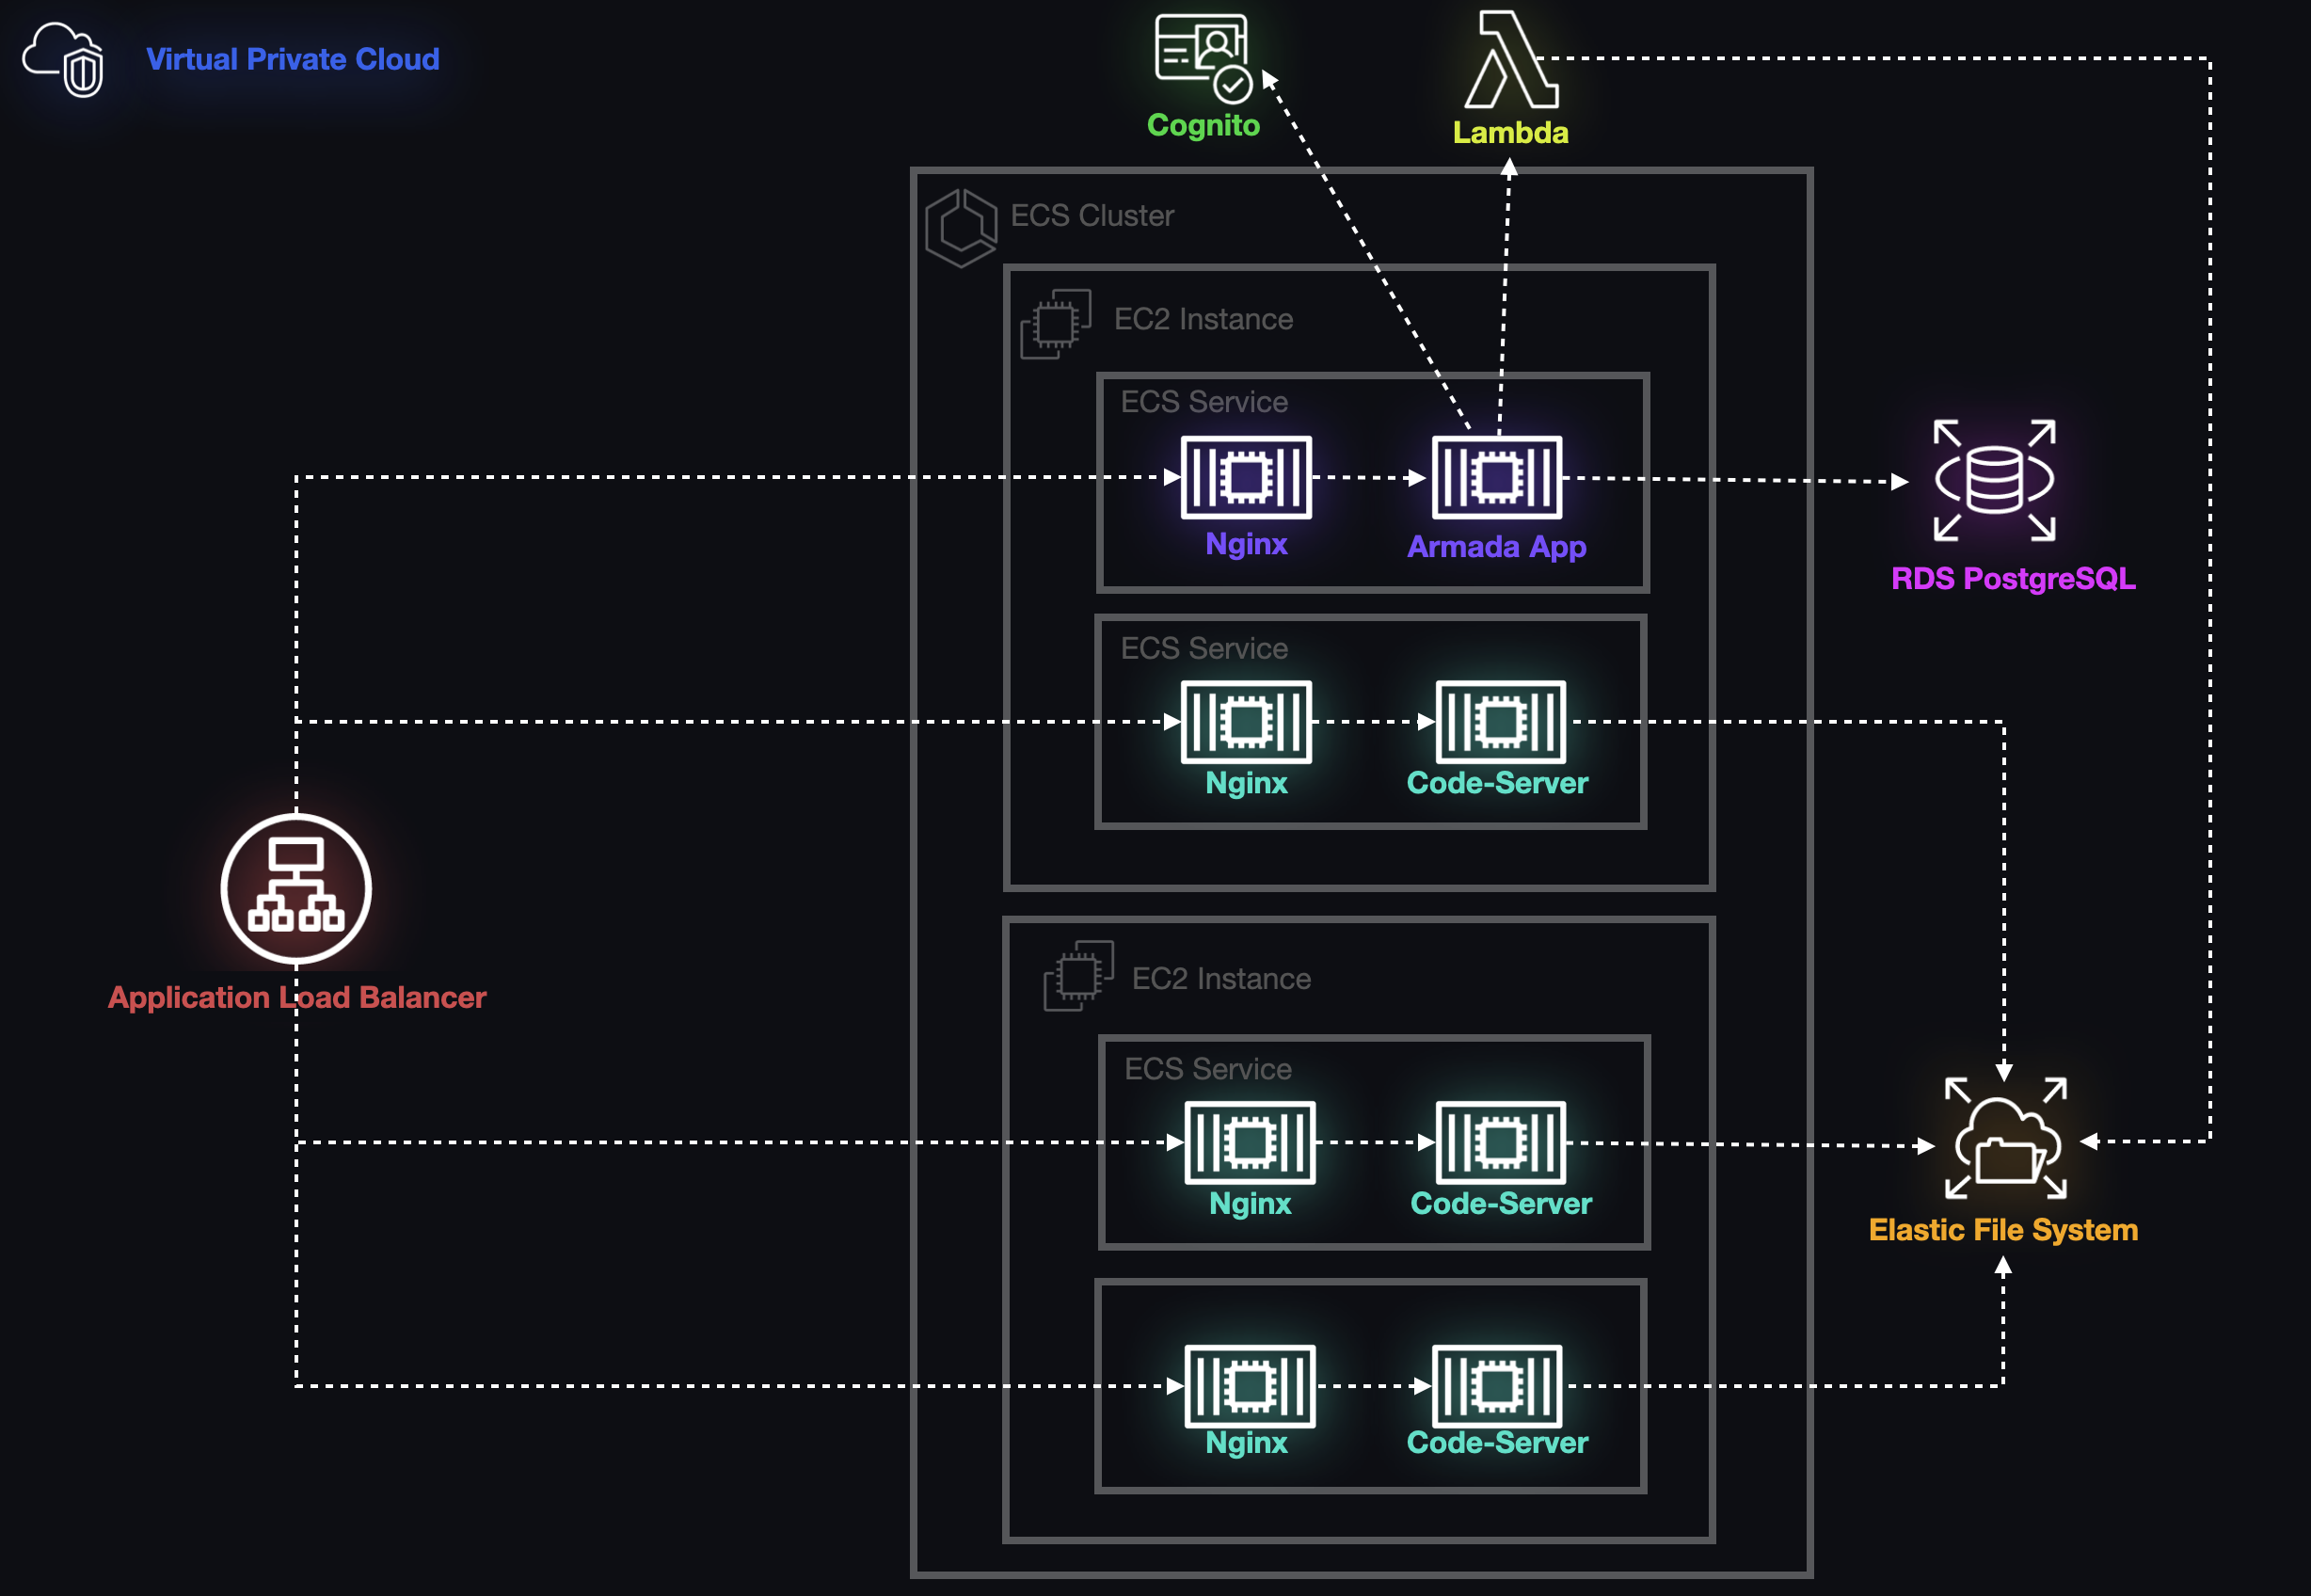 Virtual Private Cloud
Cognito
Lambda
ECS Cluster
EC2 Instance
ECS Service
Nginx
Armada App
RDS PostgreSQL
ECS Service
Nginx
Code-Server
Application Load Balancer
EC2 Instance
ECS Service
Nginx
Code-Server
Elastic File System
Nginx
Code-Server